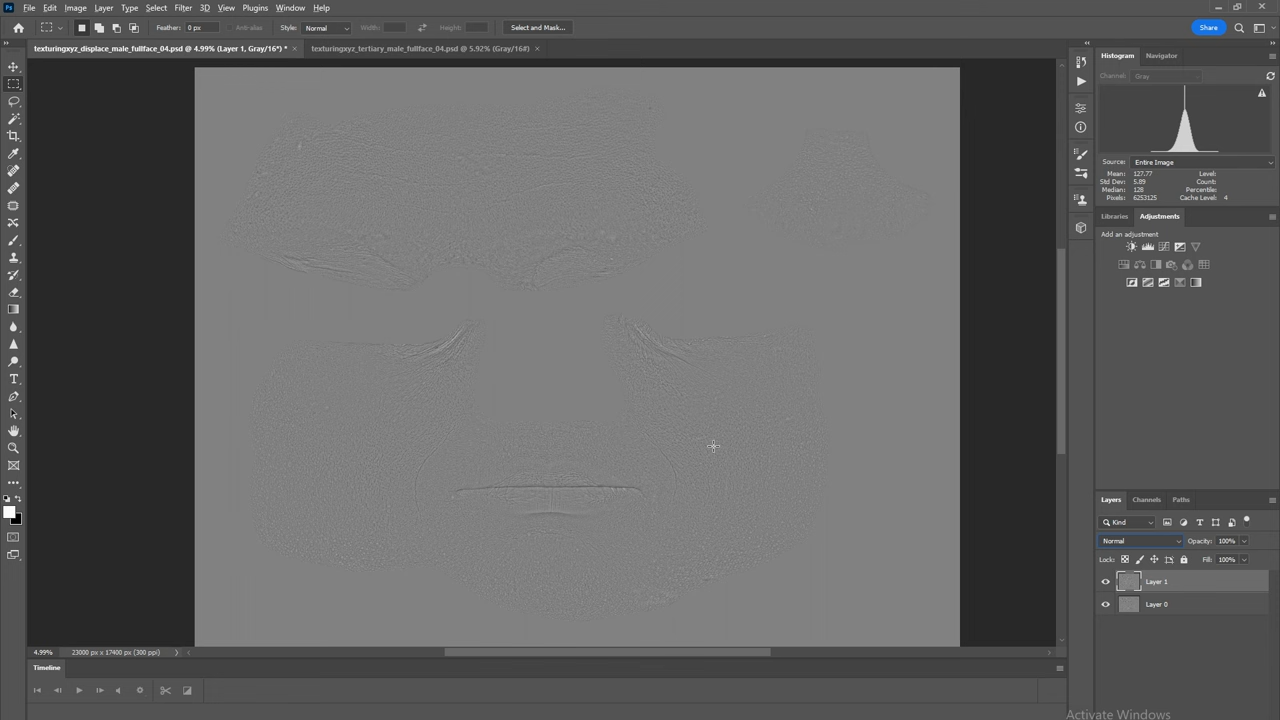 Ps File Edit Image Layer Type Select Filter 3D View Plugins Window Help
Feather: 0 px Anti-alias Style: Normal Width: Height: Select and Mask... Share
texturingxyz_displace_male_fullface_04.psd @ 4.99% (Layer 1, Gray/16*) * × texturingxyz_tertiary_male_fullface_04.psd @ 5.92% (Gray/16#) ×
Histogram Navigator
Channel: Gray
Source: Entire Image
Mean: 127.77 Level:
Std Dev: 5.89 Count:
Median: 128 Percentile:
Pixels: 6253125 Cache Level: 4
Libraries Adjustments
Add an adjustment
Layers Channels Paths
Kind
Normal Opacity: 100%
Lock: Fill: 100%
Layer 1
Layer 0
4.99% 23000 px x 17400 px (300 ppi)
Timeline
Activate Windows